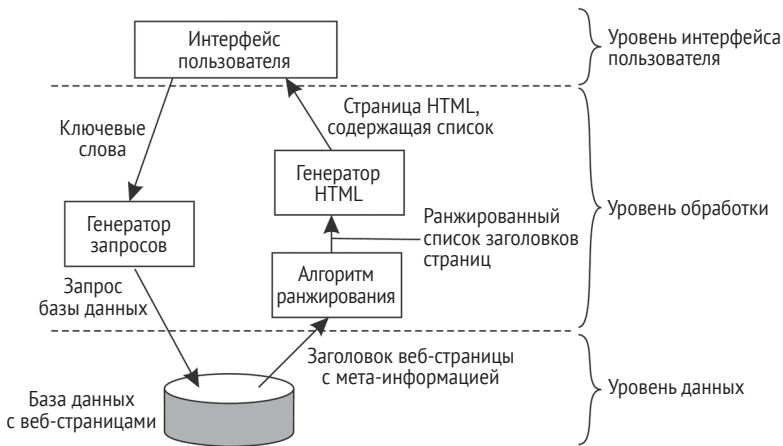 Интерфейс
пользователя
Уровень интерфейса
пользователя
Ключевые
слова
Страница HTML,
содержащая список
Генератор
HTML
Генератор
запросов
Ранжированный
список заголовков
страниц
Уровень обработки
Запрос
базы данных
Алгоритм
ранжирования
Заголовок веб-страницы
с мета-информацией
База данных
с веб-страницами
Уровень данных